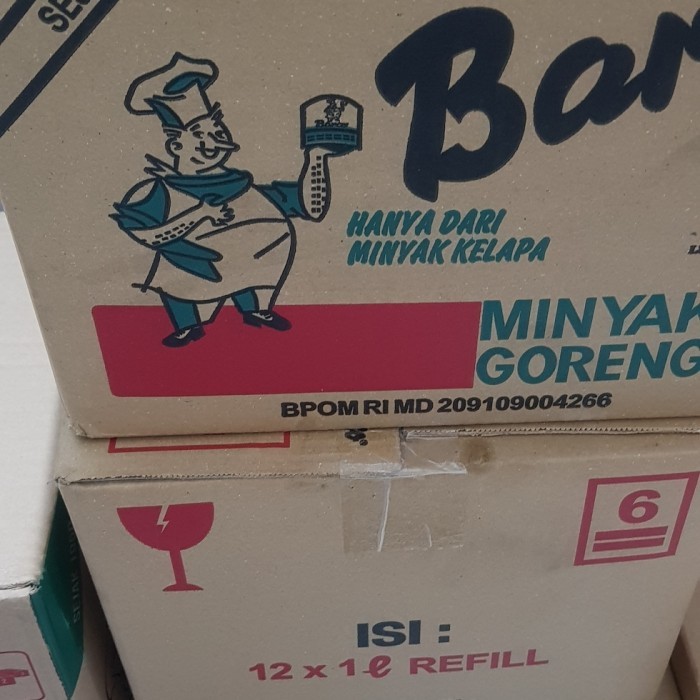 Bar
HANYA DARI
MINYAK KELAPA
MINYAK
GORENG
BPOM RI MD 209109004266
6
ISI :
12 x 1ℓ REFILL